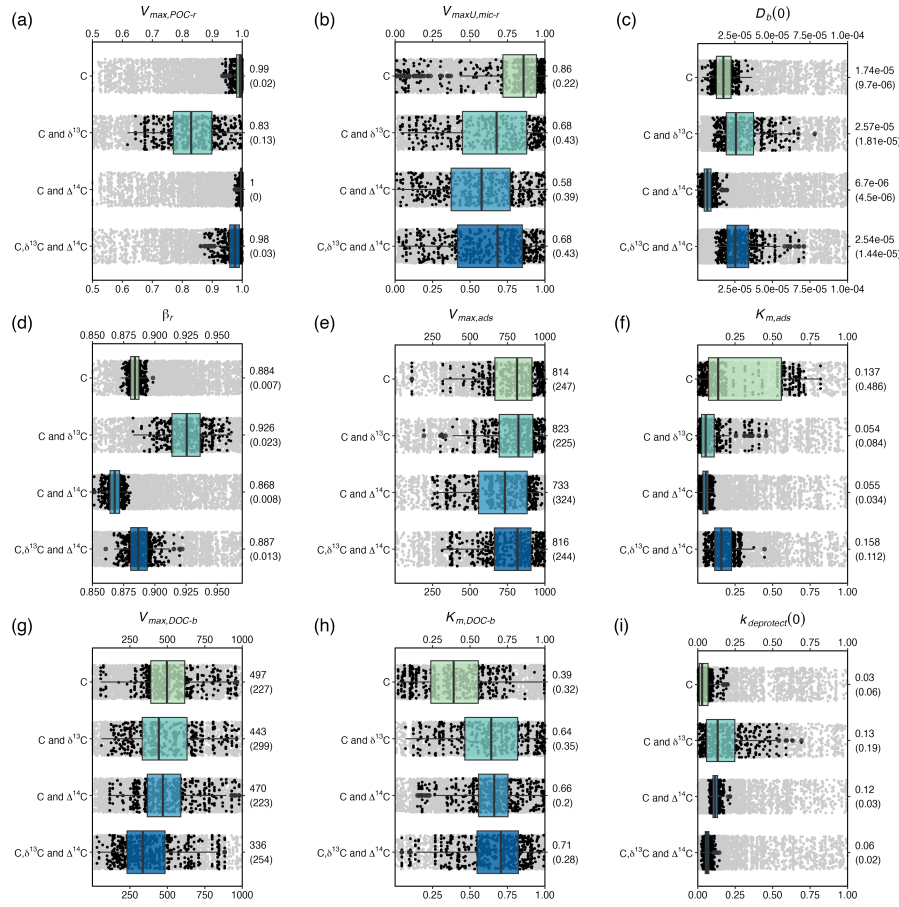 (a) V_max,POC-r
0.5 0.6 0.7 0.8 0.9 1.0
C 0.99
(0.02)
C and δ¹³C 0.83
(0.13)
C and Δ¹⁴C 1
(0)
C,δ¹³C and Δ¹⁴C 0.98
(0.03)
0.5 0.6 0.7 0.8 0.9 1.0
(b) V_maxU,mic-r
0.00 0.25 0.50 0.75 1.00
C 0.86
(0.22)
C and δ¹³C 0.68
(0.43)
C and Δ¹⁴C 0.58
(0.39)
C,δ¹³C and Δ¹⁴C 0.68
(0.43)
0.00 0.25 0.50 0.75 1.00
(c) D_b(0)
2.5e-05 5.0e-05 7.5e-05 1.0e-04
C 1.74e-05
(9.7e-06)
C and δ¹³C 2.57e-05
(1.81e-05)
C and Δ¹⁴C 6.7e-06
(4.5e-06)
C,δ¹³C and Δ¹⁴C 2.54e-05
(1.44e-05)
2.5e-05 5.0e-05 7.5e-05 1.0e-04
(d) β_r
0.850 0.875 0.900 0.925 0.950
C 0.884
(0.007)
C and δ¹³C 0.926
(0.023)
C and Δ¹⁴C 0.868
(0.008)
C,δ¹³C and Δ¹⁴C 0.887
(0.013)
0.850 0.875 0.900 0.925 0.950
(e) V_max,ads
250 500 750 1000
C 814
(247)
C and δ¹³C 823
(225)
C and Δ¹⁴C 733
(324)
C,δ¹³C and Δ¹⁴C 816
(244)
250 500 750 1000
(f) K_m,ads
0.00 0.25 0.50 0.75 1.00
C 0.137
(0.486)
C and δ¹³C 0.054
(0.084)
C and Δ¹⁴C 0.055
(0.034)
C,δ¹³C and Δ¹⁴C 0.158
(0.112)
0.00 0.25 0.50 0.75 1.00
(g) V_max,DOC-b
250 500 750 1000
C 497
(227)
C and δ¹³C 443
(299)
C and Δ¹⁴C 470
(223)
C,δ¹³C and Δ¹⁴C 336
(254)
250 500 750 1000
(h) K_m,DOC-b
0.00 0.25 0.50 0.75 1.00
C 0.39
(0.32)
C and δ¹³C 0.64
(0.35)
C and Δ¹⁴C 0.66
(0.2)
C,δ¹³C and Δ¹⁴C 0.71
(0.28)
0.00 0.25 0.50 0.75 1.00
(i) k_deprotect(0)
0.00 0.25 0.50 0.75 1.00
C 0.03
(0.06)
C and δ¹³C 0.13
(0.19)
C and Δ¹⁴C 0.12
(0.03)
C,δ¹³C and Δ¹⁴C 0.06
(0.02)
0.00 0.25 0.50 0.75 1.00